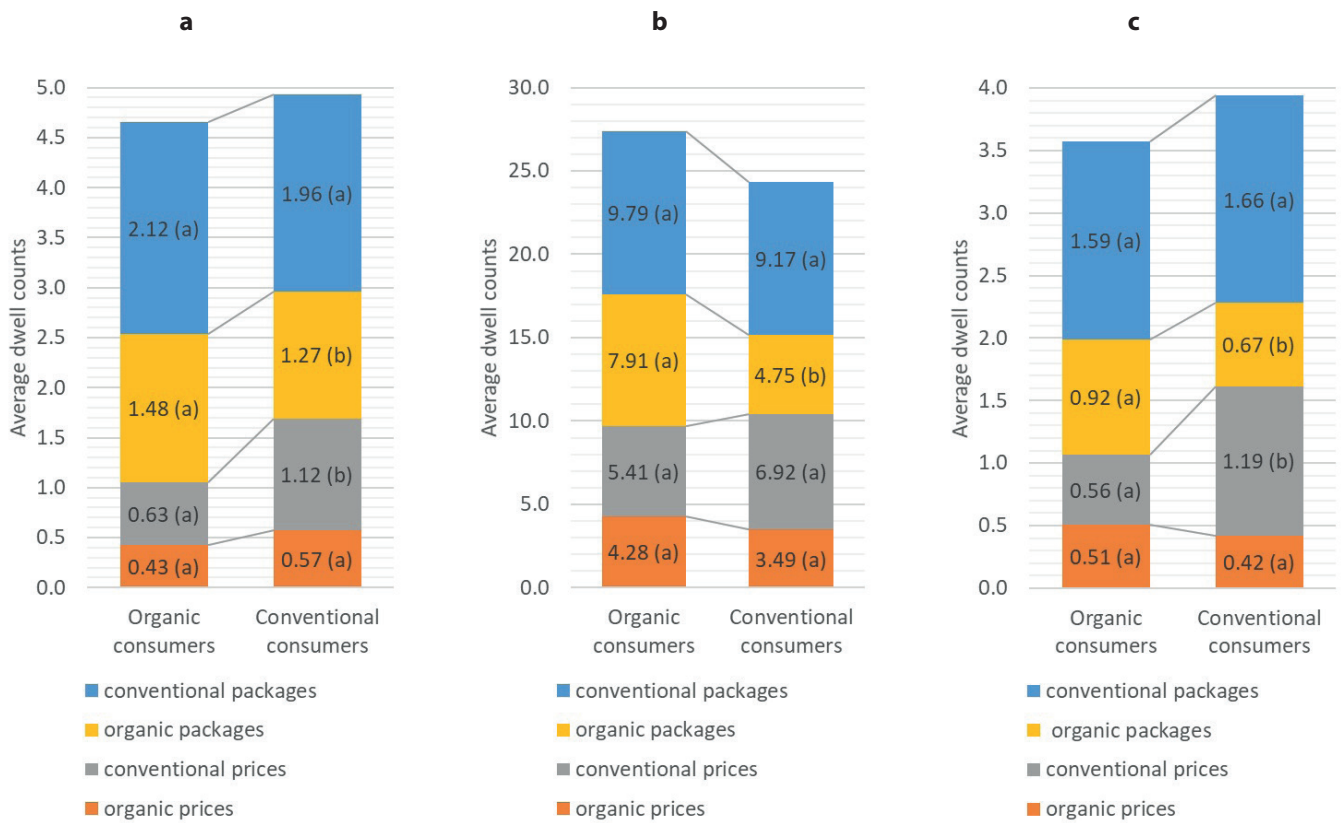 a
5.0
4.5
4.0
3.5
3.0
2.5
2.0
1.5
1.0
0.5
0.0
Average dwell counts
2.12 (a)
1.48 (a)
0.63 (a)
0.43 (a)
1.96 (a)
1.27 (b)
1.12 (b)
0.57 (a)
Organic
consumers
Conventional
consumers
conventional packages
organic packages
conventional prices
organic prices
b
30.0
25.0
20.0
15.0
10.0
5.0
0.0
Average dwell counts
9.79 (a)
7.91 (a)
5.41 (a)
4.28 (a)
9.17 (a)
4.75 (b)
6.92 (a)
3.49 (a)
Organic
consumers
Conventional
consumers
conventional packages
organic packages
conventional prices
organic prices
c
4.0
3.5
3.0
2.5
2.0
1.5
1.0
0.5
0.0
Average dwell counts
1.59 (a)
0.92 (a)
0.56 (a)
0.51 (a)
1.66 (a)
0.67 (b)
1.19 (b)
0.42 (a)
Organic
consumers
Conventional
consumers
conventional packages
organic packages
conventional prices
organic prices